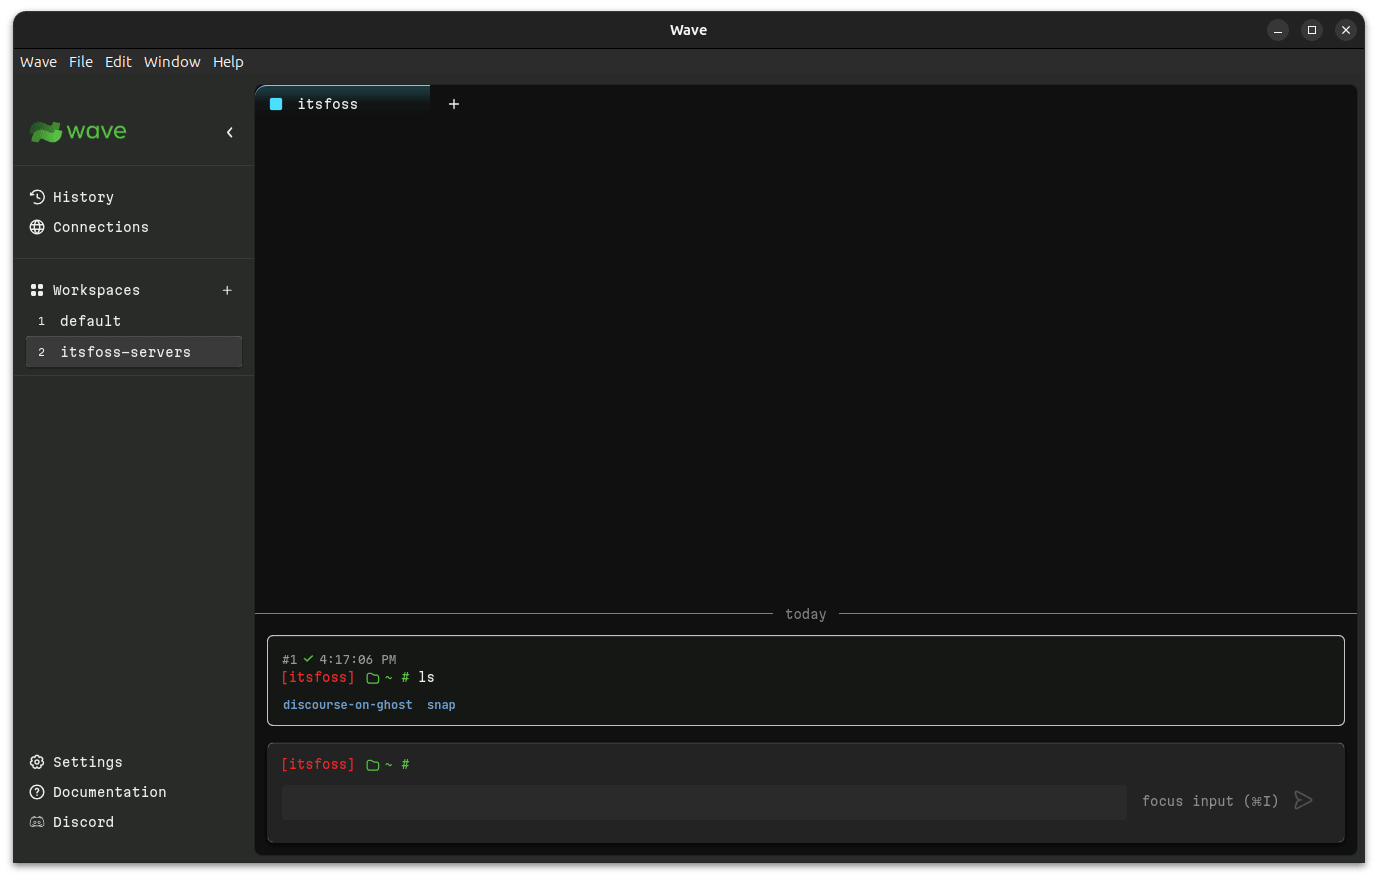 Wave
Wave File Edit Window Help
wave
itsfoss +
History
Connections
Workspaces +
1 default
2 itsfoss-servers
today
#1 ✓ 4:17:06 PM
[itsfoss] ~ # ls
discourse-on-ghost snap
[itsfoss] ~ #
focus input (⌘I)
Settings
Documentation
Discord